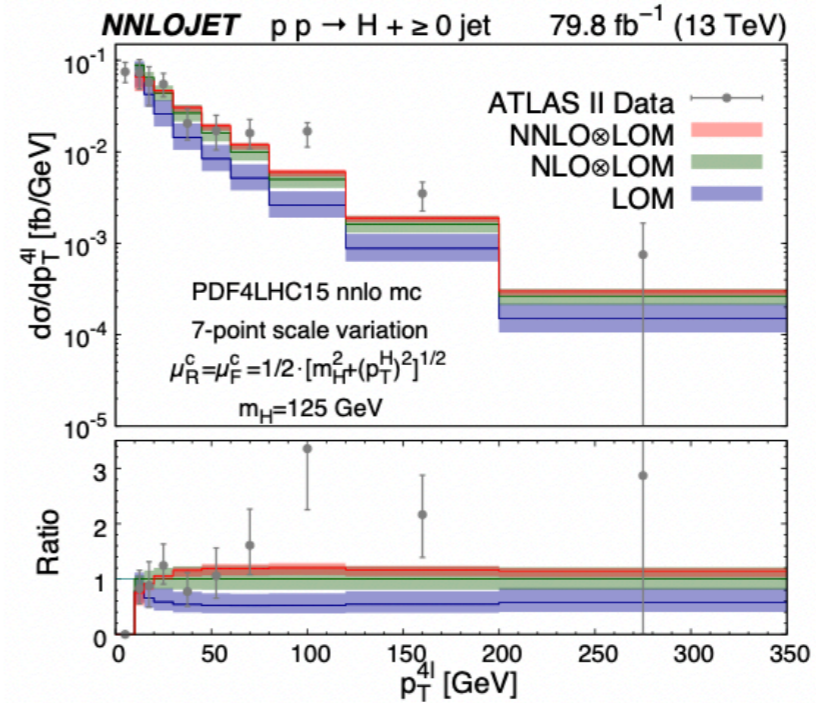 NNLOJET p p → H + ≥ 0 jet 79.8 fb⁻¹ (13 TeV)
10⁻¹
10⁻²
10⁻³
10⁻⁴
10⁻⁵
dσ/dp_T^{4l} [fb/GeV]
ATLAS II Data
NNLO⊗LOM
NLO⊗LOM
LOM
PDF4LHC15 nnlo mc
7-point scale variation
μ_R^c=μ_F^c=1/2·[m_H^2+(p_T^H)^2]^{1/2}
m_H=125 GeV
3
2
1
0
Ratio
0 50 100 150 200 250 300 350
p_T^{4l} [GeV]